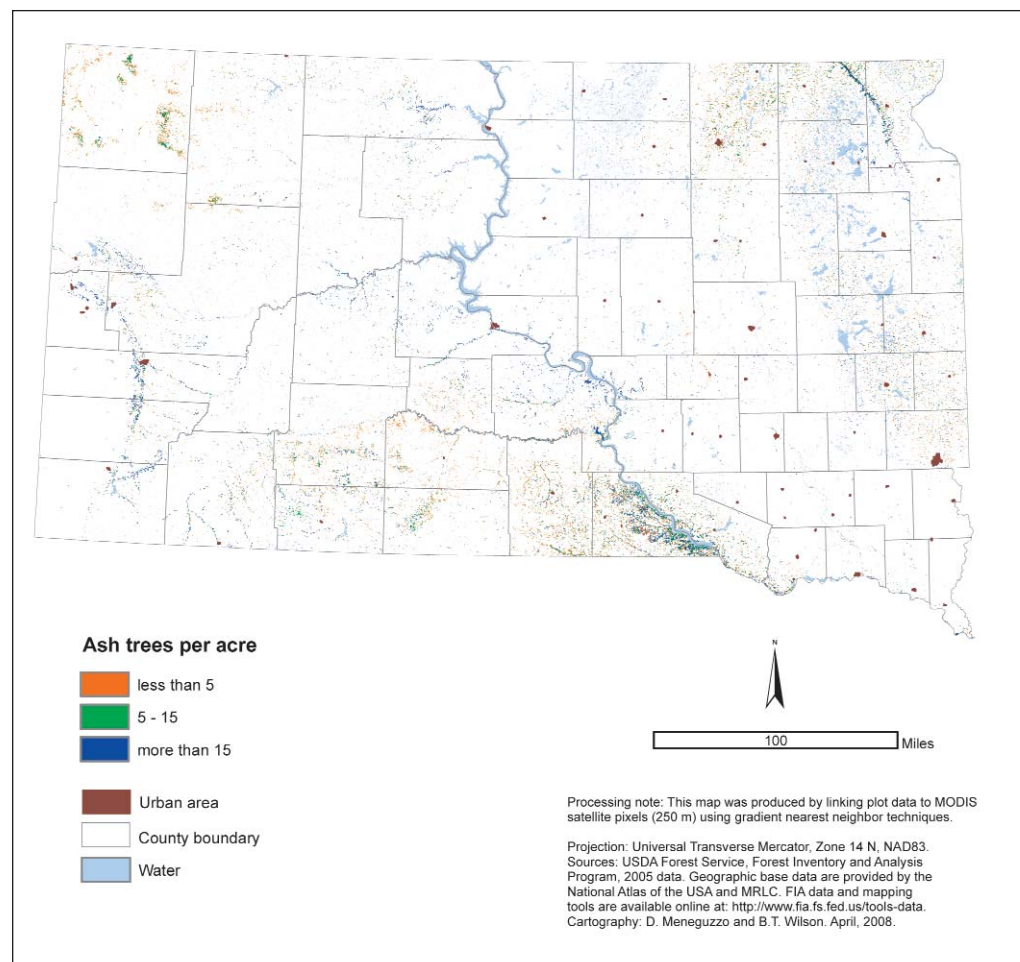 Ash trees per acre
less than 5
5 - 15
more than 15
Urban area
County boundary
Water
N
100
Miles
Processing note: This map was produced by linking plot data to MODIS
satellite pixels (250 m) using gradient nearest neighbor techniques.
Projection: Universal Transverse Mercator, Zone 14 N, NAD83.
Sources: USDA Forest Service, Forest Inventory and Analysis
Program, 2005 data. Geographic base data are provided by the
National Atlas of the USA and MRLC. FIA data and mapping
tools are available online at: http://www.fia.fs.fed.us/tools-data.
Cartography: D. Meneguzzo and B.T. Wilson. April, 2008.